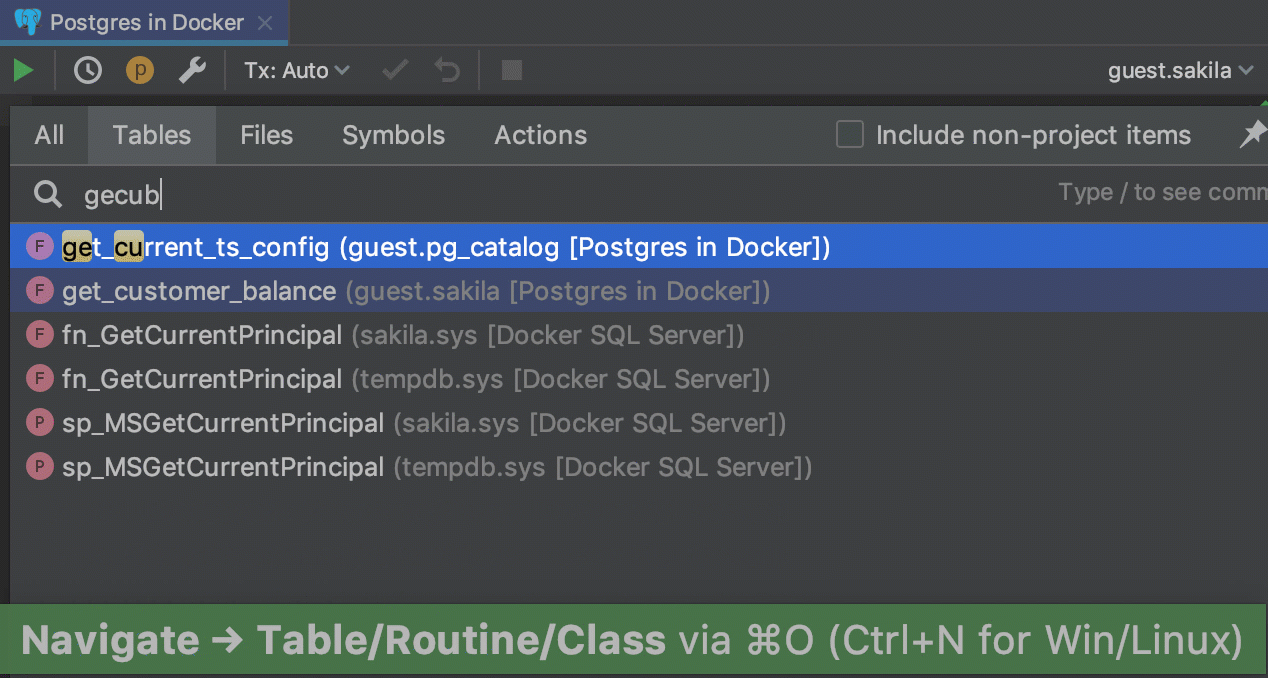 Postgres in Docker
p Tx: Auto guest.sakila
All Tables Files Symbols Actions Include non-project items
gecub Type / to see comm
F get_current_ts_config (guest.pg_catalog [Postgres in Docker])
F get_customer_balance (guest.sakila [Postgres in Docker])
F fn_GetCurrentPrincipal (sakila.sys [Docker SQL Server])
F fn_GetCurrentPrincipal (tempdb.sys [Docker SQL Server])
P sp_MSGetCurrentPrincipal (sakila.sys [Docker SQL Server])
P sp_MSGetCurrentPrincipal (tempdb.sys [Docker SQL Server])
Navigate → Table/Routine/Class via ⌘O (Ctrl+N for Win/Linux)